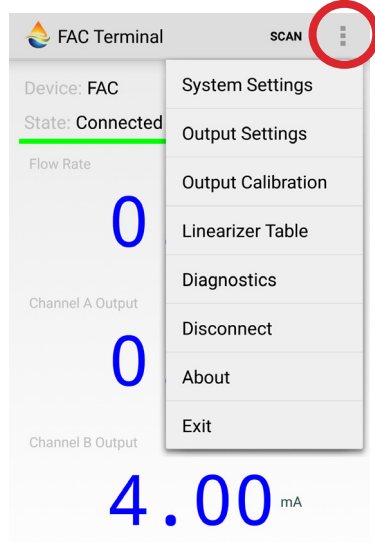 FAC Terminal SCAN
Device: FAC
State: Connected
System Settings
Output Settings
Output Calibration
Linearizer Table
Diagnostics
Disconnect
About
Exit
Flow Rate
0
Channel A Output
0
Channel B Output
4.00 mA